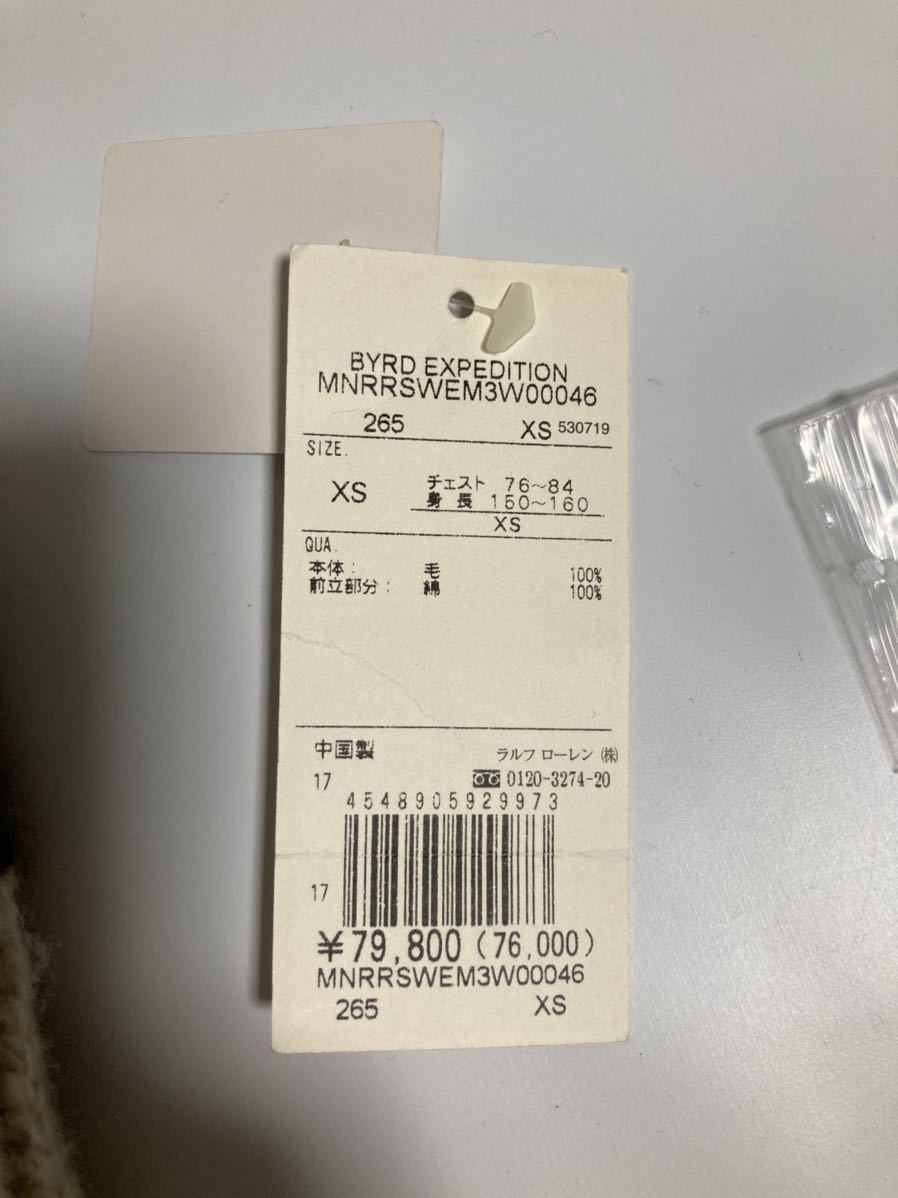 BYRD EXPEDITION
MNRRSWEM3W00046
265 XS 530719
SIZE.
XS チェスト 76~84
身長 150~160
XS
QUA.
本体: 毛 100%
前立部分: 綿 100%
中国製 ラルフ ローレン (株)
17 0120-3274-20
4548905929973
17
¥79,800 (76,000)
MNRRSWEM3W00046
265 XS